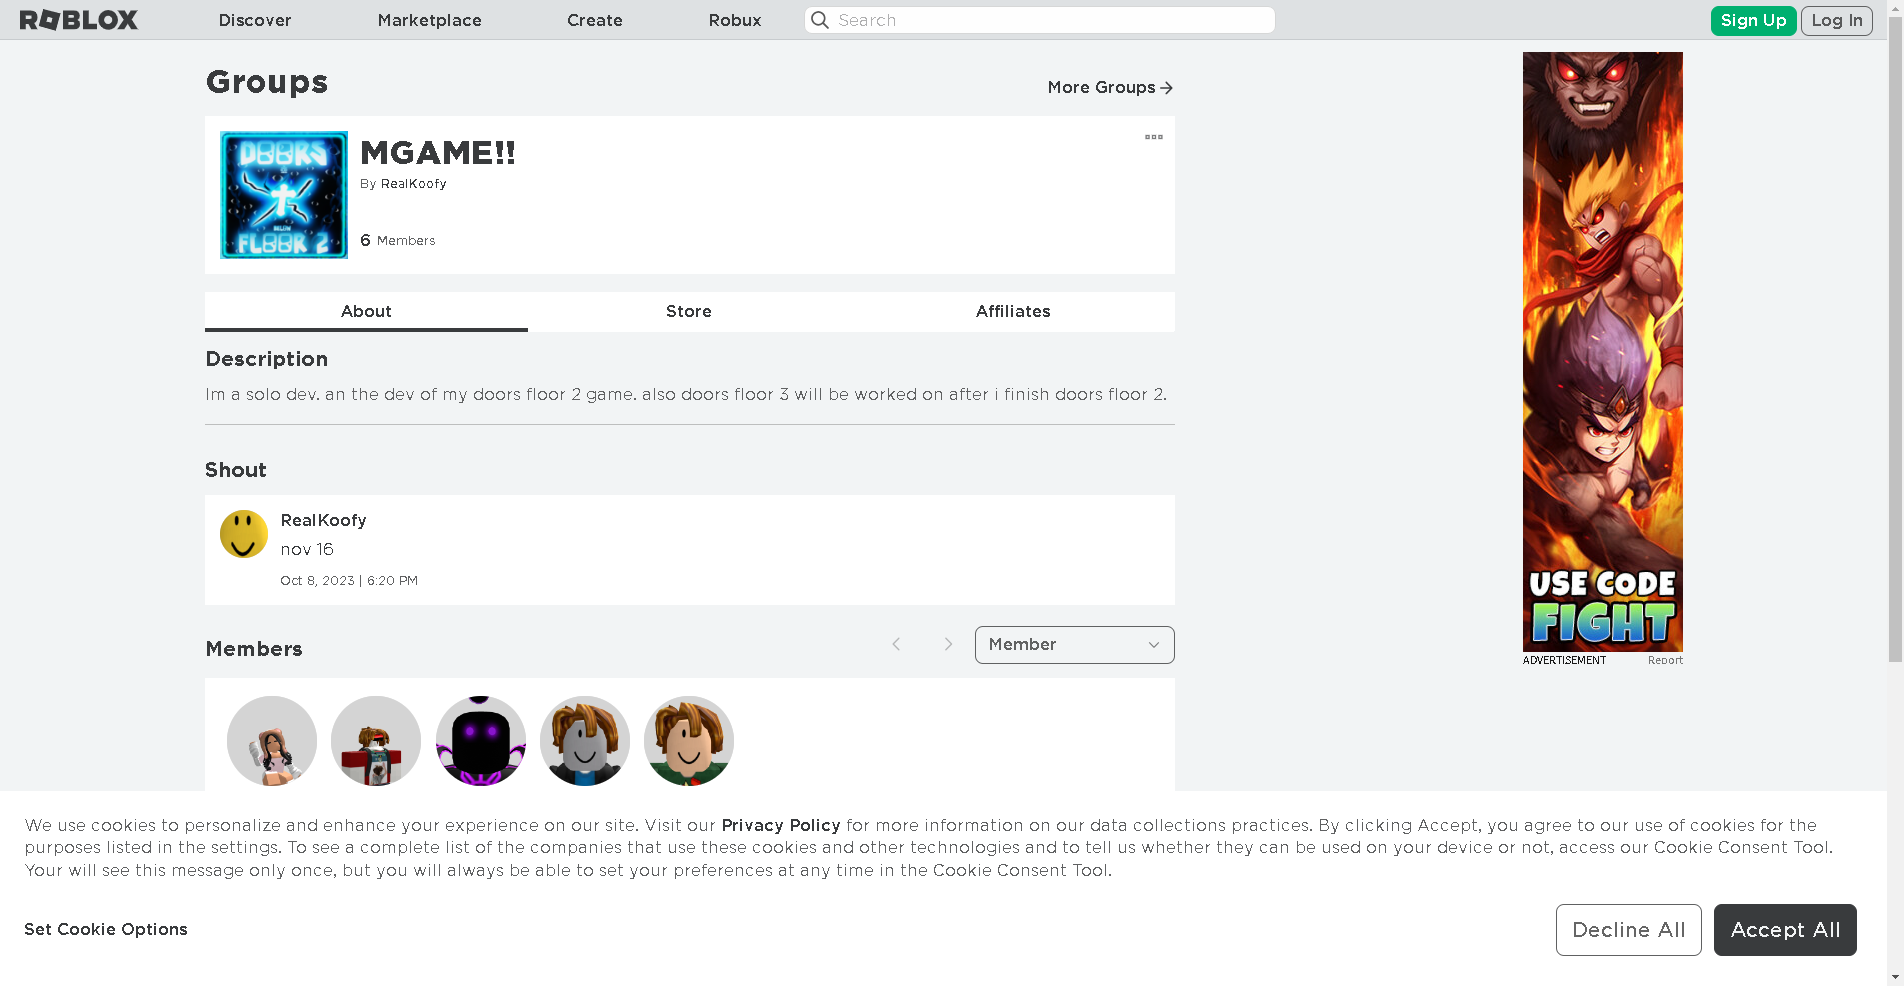 ROBLOX Discover Marketplace Create Robux Search Sign Up Log In
Groups
More Groups
DOORS
BELOW
FLOOR 2
MGAME!!
By RealKoofy
6 Members
About Store Affiliates
Description
Im a solo dev. an the dev of my doors floor 2 game. also doors floor 3 will be worked on after i finish doors floor 2.
Shout
RealKoofy
nov 16
Oct 8, 2023 | 6:20 PM
Members
Member
USE CODE
FIGHT
ADVERTISEMENT Report
We use cookies to personalize and enhance your experience on our site. Visit our Privacy Policy for more information on our data collections practices. By clicking Accept, you agree to our use of cookies for the
purposes listed in the settings. To see a complete list of the companies that use these cookies and other technologies and to tell us whether they can be used on your device or not, access our Cookie Consent Tool.
Your will see this message only once, but you will always be able to set your preferences at any time in the Cookie Consent Tool.
Set Cookie Options
Decline All
Accept All